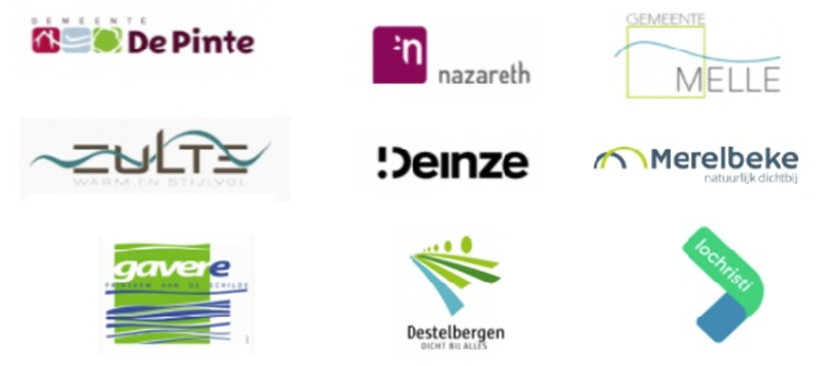 GEMEENTE
De Pinte
'n
nazareth
GEMEENTE
MELLE
ZULTE
WARM EN STIJLVOL
!Deinze
Merelbeke
natuurlijk dichtbij
gavere
PRINSDOM AAN DE SCHELDE
Destelbergen
DICHT BIJ ALLES
lochristi